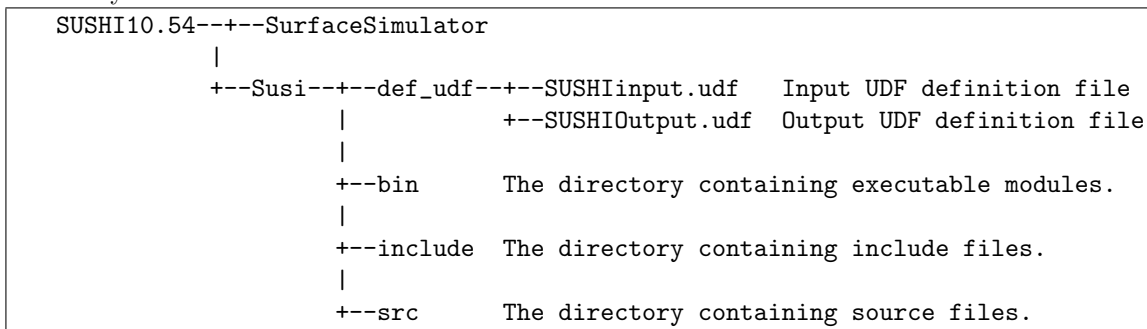 SUSHI10.54--+--SurfaceSimulator
            |
            +--Susi--+--def_udf--+--SUSHIinput.udf   Input UDF definition file
                     |           +--SUSHIOutput.udf  Output UDF definition file
                     |
                     +--bin      The directory containing executable modules.
                     |
                     +--include  The directory containing include files.
                     |
                     +--src      The directory containing source files.